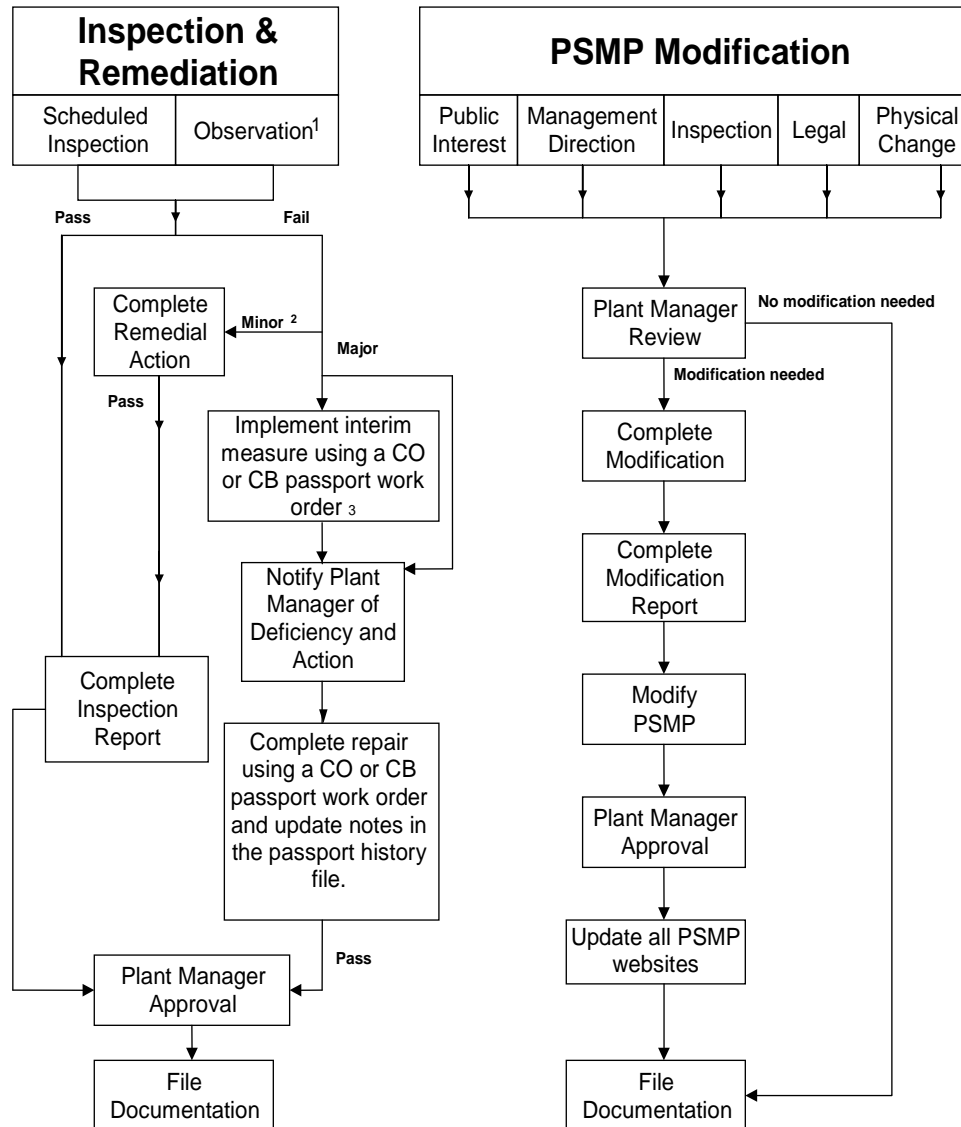 Inspection &
Remediation
Scheduled
Inspection
Observation1
Pass
Fail
Complete
Remedial
Action
Minor 2
Major
Pass
Implement interim
measure using a CO
or CB passport work
order 3
Notify Plant
Manager of
Deficiency and
Action
Complete
Inspection
Report
Complete repair
using a CO or CB
passport work order
and update notes in
the passport history
file.
Pass
Plant Manager
Approval
File
Documentation
PSMP Modification
Public
Interest
Management
Direction
Inspection
Legal
Physical
Change
Plant Manager
Review
No modification needed
Modification needed
Complete
Modification
Complete
Modification
Report
Modify
PSMP
Plant Manager
Approval
Update all PSMP
websites
File
Documentation